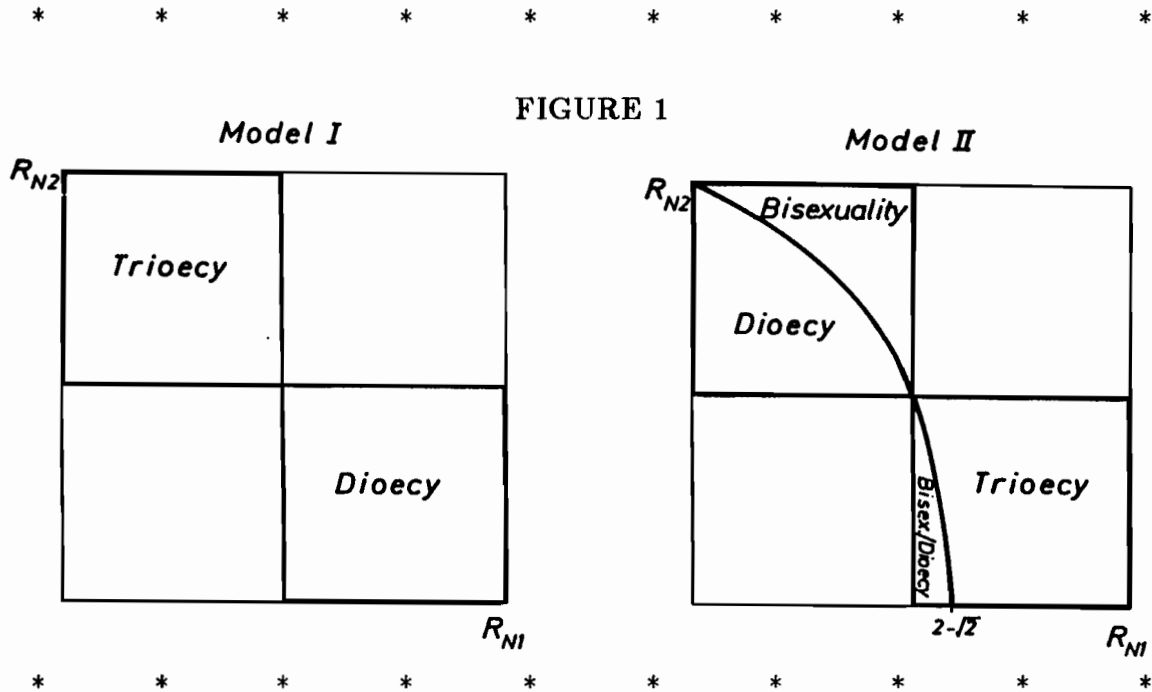 * * * * * * * * * *
FIGURE 1
Model I
R_N2
Trioecy
Dioecy
R_N1
Model II
R_N2
Bisexuality
Dioecy
Trioecy
Bisex/Dioecy
2-√2
R_N1
* * * * * * * * * *